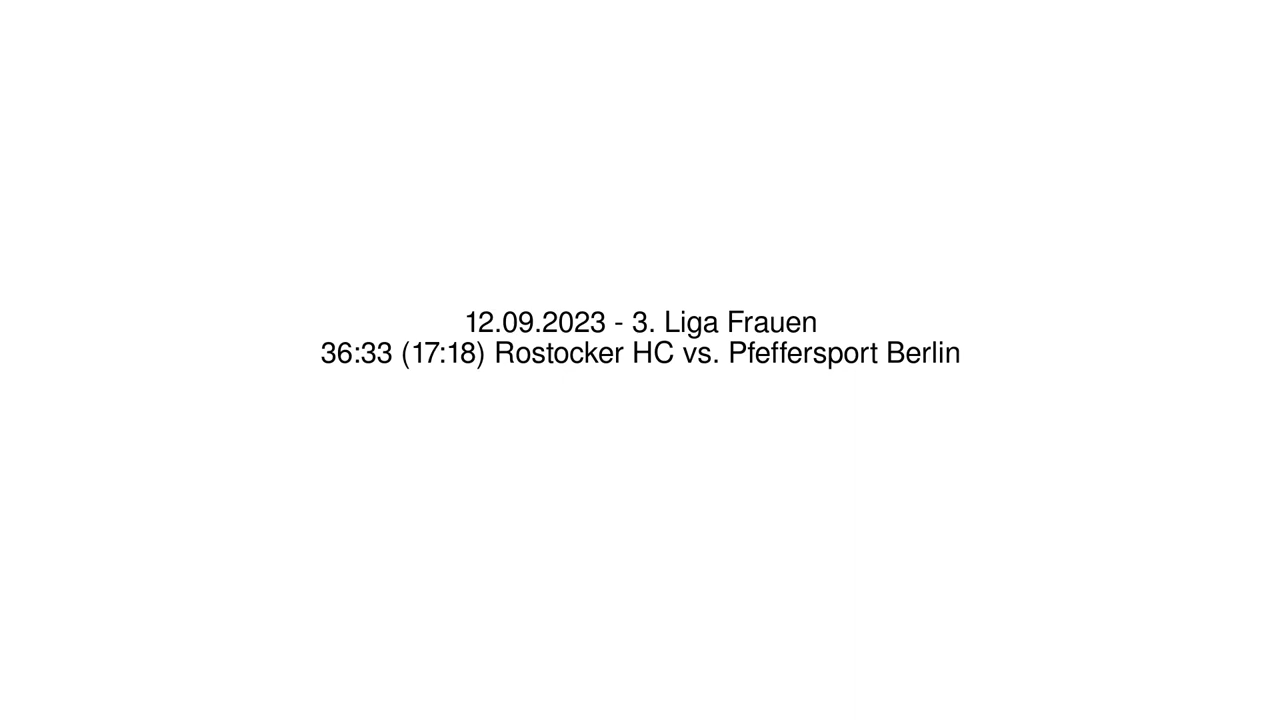 12.09.2023 - 3. Liga Frauen
36:33 (17:18) Rostocker HC vs. Pfeffersport Berlin